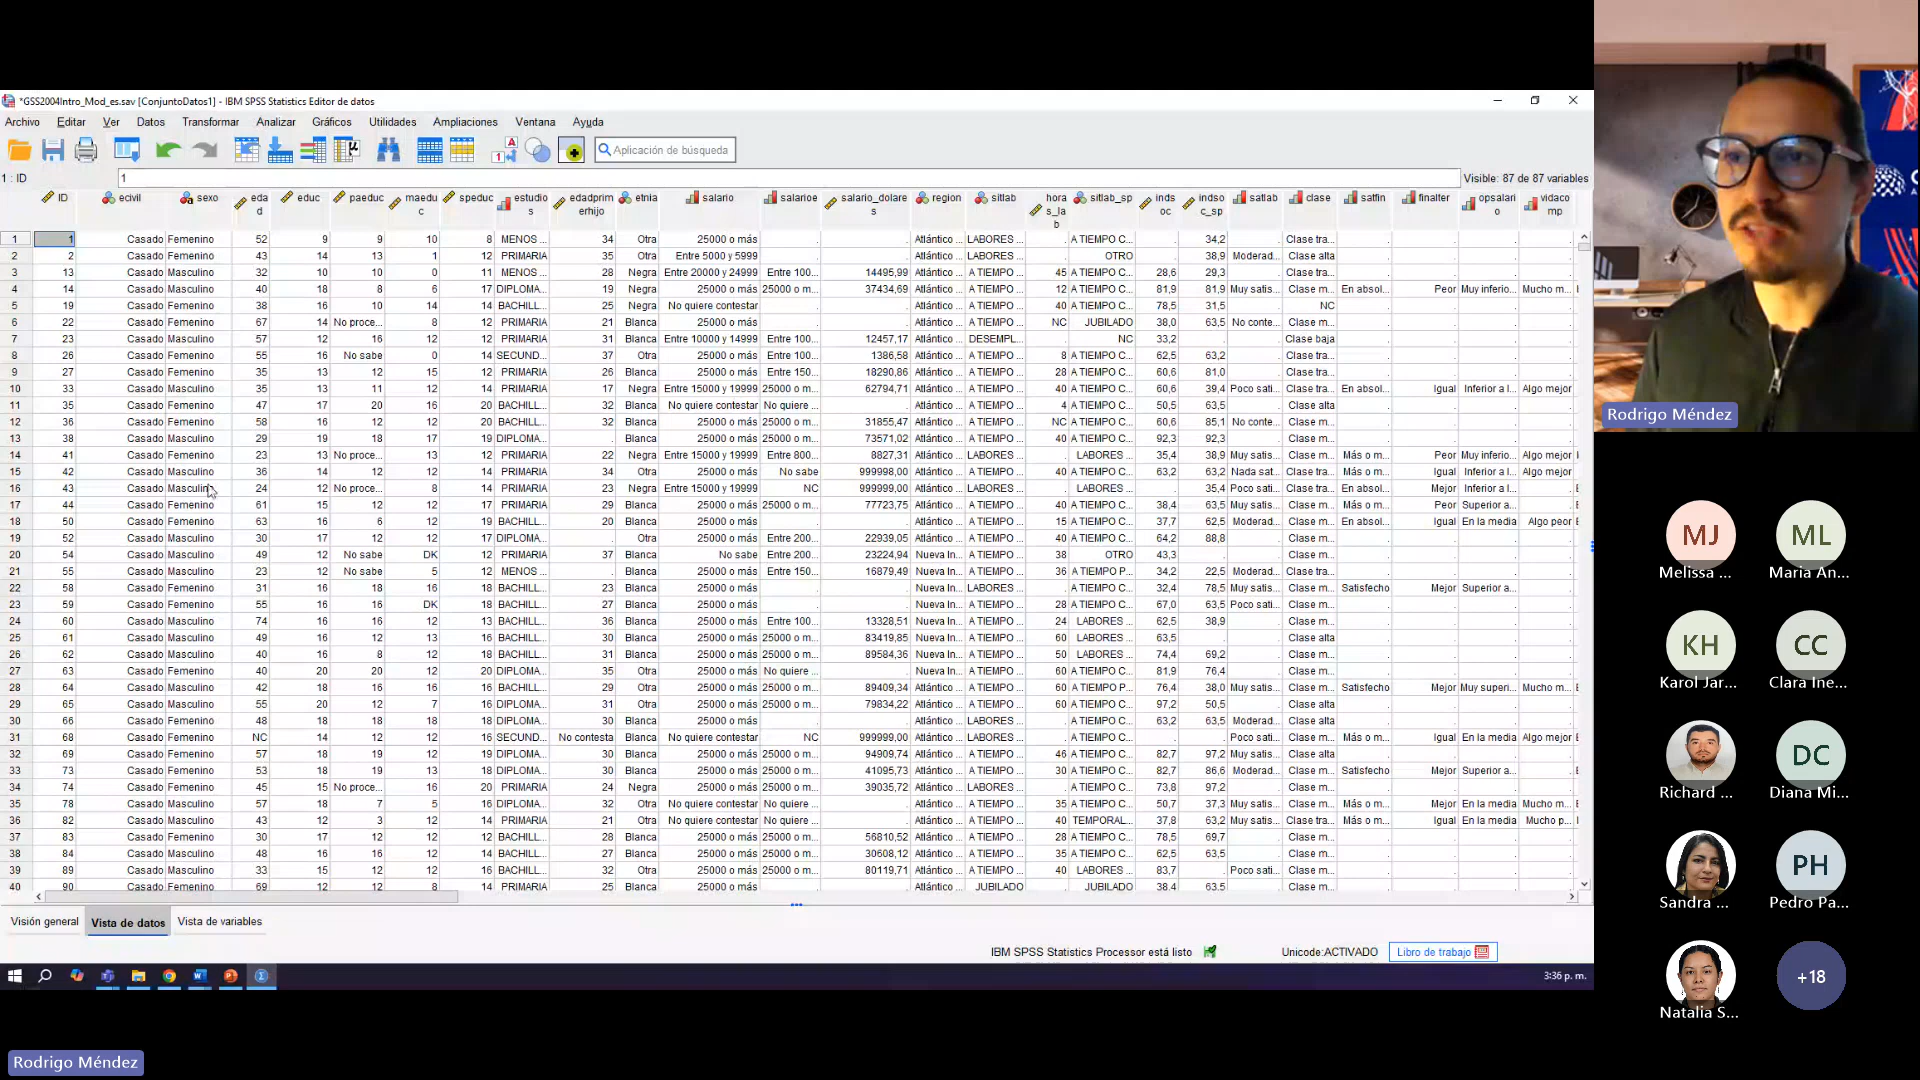 *GSS2004Intro_Mod_es.sav [ConjuntoDatos1] - IBM SPSS Statistics Editor de datos
Archivo Editar Ver Datos Transformar Analizar Gráficos Utilidades Ampliaciones Ventana Ayuda
Aplicación de búsqueda
1 : ID 1 Visible: 87 de 87 variables
ID ecivil sexo edad educ paeduc maeduc speduc estudios edadprimerhijo etnia salario salarioe salario_dolares region sitlab horas_lab sitlab_sp indsoc indsoc_sp satlab clase satfin finalter opsalario vidacomp
1 1 Casado Femenino 52 9 9 10 8 MENOS ... 34 Otra 25000 o más . . Atlántico ... LABORES ... . A TIEMPO C... . 34,2 . Clase tra... . . . .
2 2 Casado Femenino 43 14 13 1 12 PRIMARIA 35 Otra Entre 5000 y 5999 . . Atlántico ... LABORES ... . OTRO . 38,9 Moderad... Clase alta . . . .
3 13 Casado Masculino 32 10 10 0 11 MENOS ... 28 Negra Entre 20000 y 24999 Entre 100... 14495,99 Atlántico ... A TIEMPO ... 45 A TIEMPO C... 28,6 29,3 . Clase tra... . . . .
4 14 Casado Masculino 40 18 8 6 17 DIPLOMA... 19 Negra 25000 o más 25000 o m... 37434,69 Atlántico ... A TIEMPO ... 12 A TIEMPO C... 81,9 81,9 Muy satis... Clase m... En absol... Peor Muy inferio... Mucho m...
5 19 Casado Femenino 38 16 10 14 14 BACHILL... 25 Negra No quiere contestar . . Atlántico ... A TIEMPO ... 40 A TIEMPO C... 78,5 31,5 . NC . . . .
6 22 Casado Femenino 67 14 No proce... 8 12 PRIMARIA 21 Blanca 25000 o más . . Atlántico ... A TIEMPO ... NC JUBILADO 38,0 63,5 No conte... Clase m... . . . .
7 23 Casado Masculino 57 12 16 12 12 PRIMARIA 31 Blanca Entre 10000 y 14999 Entre 100... 12457,17 Atlántico ... DESEMPL... . NC 33,2 . . Clase baja . . . .
8 26 Casado Femenino 55 16 No sabe 0 14 SECUND... 37 Otra 25000 o más Entre 100... 1386,58 Atlántico ... A TIEMPO ... 8 A TIEMPO C... 62,5 63,2 . Clase m... . . . .
9 27 Casado Femenino 35 13 12 15 12 PRIMARIA 26 Blanca 25000 o más Entre 150... 18290,86 Atlántico ... A TIEMPO ... 28 A TIEMPO C... 60,6 81,0 . Clase tra... . . . .
10 33 Casado Masculino 35 13 11 12 14 PRIMARIA 17 Negra Entre 15000 y 19999 25000 o m... 62794,71 Atlántico ... A TIEMPO ... 40 A TIEMPO C... 60,6 39,4 Poco sati... Clase tra... En absol... Igual Inferior a l... Algo mejor
11 35 Casado Femenino 47 17 20 16 20 BACHILL... 32 Blanca No quiere contestar No quiere ... . Atlántico ... A TIEMPO ... 4 A TIEMPO C... 50,5 63,5 . Clase alta . . . .
12 36 Casado Femenino 58 16 12 12 20 BACHILL... 32 Blanca 25000 o más 25000 o m... 31855,47 Atlántico ... A TIEMPO ... NC A TIEMPO C... 60,6 85,1 No conte... Clase m... . . . .
13 38 Casado Masculino 29 19 18 17 19 DIPLOMA... . Blanca 25000 o más 25000 o m... 73571,02 Atlántico ... A TIEMPO ... 40 A TIEMPO C... 92,3 92,3 . Clase m... . . . .
14 41 Casado Femenino 23 13 No proce... 13 12 PRIMARIA 22 Negra Entre 15000 y 19999 Entre 800... 8827,31 Atlántico ... A TIEMPO ... . LABORES ... 35,4 38,9 Muy satis... Clase m... Más o m... Peor Muy inferio... Algo mejor
15 42 Casado Masculino 36 14 12 12 14 PRIMARIA 34 Otra 25000 o más No sabe 999998,00 Atlántico ... A TIEMPO ... 40 A TIEMPO C... 63,2 63,2 Nada sat... Clase tra... Más o m... Igual Inferior a l... Algo mejor
16 43 Casado Masculino 24 12 No proce... 8 14 PRIMARIA 23 Negra Entre 15000 y 19999 NC 999999,00 Atlántico ... A TIEMPO ... . LABORES ... . 35,4 Poco sati... Clase tra... En absol... Mejor Inferior a l... .
17 44 Casado Femenino 61 15 12 12 17 PRIMARIA 29 Blanca 25000 o más 25000 o m... 77723,75 Atlántico ... A TIEMPO ... 40 A TIEMPO C... 38,4 63,5 Muy satis... Clase m... Más o m... Peor Superior a... .
18 50 Casado Femenino 63 16 6 12 19 BACHILL... 20 Blanca 25000 o más . . Atlántico ... A TIEMPO ... 15 A TIEMPO C... 37,7 62,5 Moderad... Clase m... En absol... Igual En la media Algo peor
19 52 Casado Masculino 30 17 12 12 17 DIPLOMA... . Otra 25000 o más Entre 200... 22939,05 Atlántico ... A TIEMPO ... 40 A TIEMPO C... 64,2 88,8 . Clase m... . . . .
20 54 Casado Masculino 49 12 No sabe DK 12 PRIMARIA 37 Blanca No sabe Entre 200... 23224,94 Nueva In... A TIEMPO ... 38 OTRO 43,3 . . Clase m... . . . .
21 55 Casado Masculino 23 12 No sabe 5 12 MENOS ... . Blanca 25000 o más Entre 150... 16879,49 Nueva In... A TIEMPO ... 36 A TIEMPO P... 34,2 22,5 Moderad... Clase tra... . . . .
22 58 Casado Femenino 31 16 18 16 18 BACHILL... 23 Blanca 25000 o más . . Nueva In... LABORES ... . A TIEMPO C... 32,4 78,5 Muy satis... Clase m... Satisfecho Mejor Superior a... .
23 59 Casado Femenino 55 16 16 DK 18 BACHILL... 27 Blanca 25000 o más . . Nueva In... A TIEMPO ... 28 A TIEMPO C... 67,0 63,5 Poco sati... Clase m... . . . .
24 60 Casado Masculino 74 16 16 12 13 BACHILL... 36 Blanca 25000 o más Entre 100... 13328,51 Nueva In... A TIEMPO ... 24 LABORES ... 62,5 38,9 . Clase m... . . . .
25 61 Casado Masculino 49 16 12 13 16 BACHILL... 31 Blanca 25000 o más 25000 o m... 83419,85 Nueva In... A TIEMPO ... 60 LABORES ... 63,5 . . Clase alta . . . .
26 62 Casado Masculino 40 16 8 12 18 BACHILL... 31 Blanca 25000 o más 25000 o m... 89584,36 Nueva In... A TIEMPO ... 50 LABORES ... 74,4 69,2 . Clase m... . . . .
27 63 Casado Femenino 40 20 20 12 20 DIPLOMA... 35 Otra 25000 o más No quiere ... . Nueva In... A TIEMPO ... 60 A TIEMPO C... 81,9 76,4 . Clase m... . . . .
28 64 Casado Masculino 42 18 16 16 16 BACHILL... 29 Otra 25000 o más 25000 o m... 89409,34 Atlántico ... A TIEMPO ... 60 A TIEMPO P... 76,4 38,0 Muy satis... Clase m... Satisfecho Mejor Muy superi... Mucho m...
29 65 Casado Masculino 55 20 12 7 16 DIPLOMA... 31 Otra 25000 o más 25000 o m... 79834,22 Atlántico ... A TIEMPO ... 60 A TIEMPO C... 97,2 50,5 . Clase alta . . . .
30 66 Casado Femenino 48 18 18 18 18 DIPLOMA... 30 Blanca 25000 o más . . Atlántico ... LABORES ... . A TIEMPO C... 63,2 63,5 Moderad... Clase m... . . . .
31 68 Casado Femenino NC 14 12 12 16 SECUND... No contesta Blanca No quiere contestar NC 999999,00 Atlántico ... LABORES ... . A TIEMPO C... . 63,2 Poco sati... Clase m... Más o m... Igual En la media Algo mejor
32 69 Casado Femenino 57 18 19 12 19 DIPLOMA... 30 Blanca 25000 o más 25000 o m... 94909,74 Atlántico ... A TIEMPO ... 46 A TIEMPO C... 82,7 97,2 Muy satis... Clase alta . . . .
33 73 Casado Femenino 53 18 19 13 18 DIPLOMA... 30 Blanca 25000 o más 25000 o m... 41095,73 Atlántico ... A TIEMPO ... 30 A TIEMPO C... 82,7 86,6 Moderad... Clase m... Satisfecho Mejor Superior a... .
34 74 Casado Femenino 45 15 No proce... 16 20 PRIMARIA 24 Negra 25000 o más 25000 o m... 39035,72 Atlántico ... A TIEMPO ... . A TIEMPO C... 73,8 97,2 . Clase m... . . . .
35 78 Casado Masculino 57 18 7 5 16 DIPLOMA... 32 Otra No quiere contestar No quiere ... . Atlántico ... A TIEMPO ... 35 A TIEMPO C... 50,7 37,3 Muy satis... Clase m... Más o m... Mejor En la media Mucho m...
36 82 Casado Masculino 43 12 3 12 14 PRIMARIA 21 Otra No quiere contestar No quiere ... . Atlántico ... A TIEMPO ... 40 TEMPORAL... 37,8 63,2 Muy satis... Clase tra... Más o m... Igual En la media Mucho p...
37 83 Casado Femenino 30 17 12 12 12 BACHILL... 28 Blanca 25000 o más 25000 o m... 56810,52 Atlántico ... A TIEMPO ... 28 A TIEMPO C... 78,5 69,7 . Clase m... . . . .
38 84 Casado Masculino 48 16 16 12 14 BACHILL... 27 Blanca 25000 o más 25000 o m... 30608,12 Atlántico ... A TIEMPO ... 35 A TIEMPO C... 62,5 63,5 . Clase m... . . . .
39 89 Casado Masculino 33 15 12 12 16 BACHILL... 32 Otra 25000 o más 25000 o m... 80119,71 Atlántico ... A TIEMPO ... 40 LABORES ... 83,7 . Poco sati... Clase m... . . . .
40 90 Casado Femenino 69 12 12 8 14 PRIMARIA 25 Blanca 25000 o más . . Atlántico ... JUBILADO . JUBILADO 38,4 63,5 . Clase m... . . . .
Visión general Vista de datos Vista de variables
IBM SPSS Statistics Processor está listo Unicode:ACTIVADO Libro de trabajo
3:36 p. m.
Rodrigo Méndez
Rodrigo Méndez
MJ ML
Melissa ... Maria An...
KH CC
Karol Jar... Clara Ine...
DC
Richard ... Diana Mi...
PH
Sandra ... Pedro Pa...
+18
Natalia S...